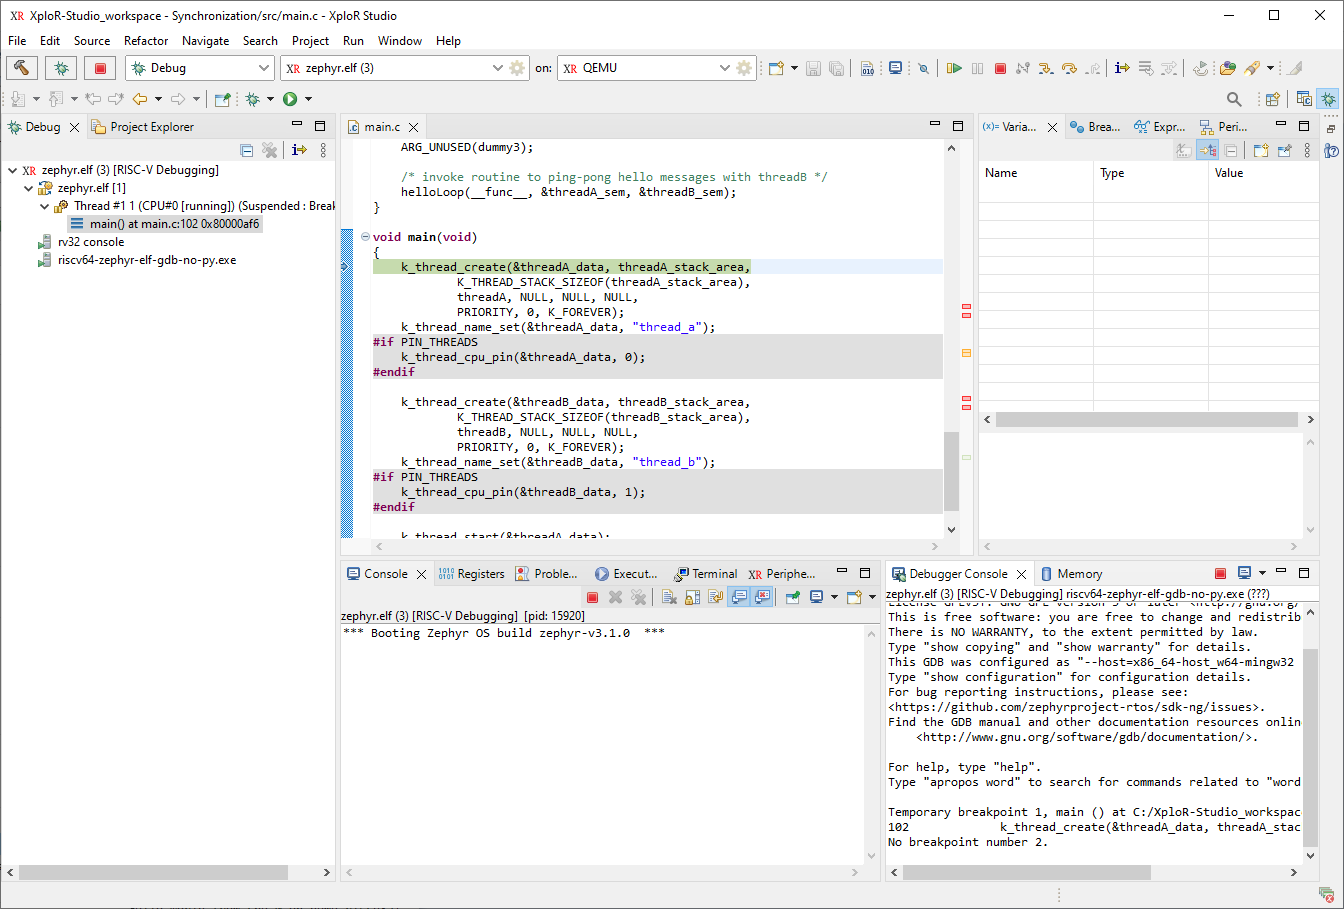 XR XploR-Studio_workspace - Synchronization/src/main.c - XploR Studio
File Edit Source Refactor Navigate Search Project Run Window Help
Debug
XR zephyr.elf (3)
on:
XR QEMU
Debug
Project Explorer
XR zephyr.elf (3) [RISC-V Debugging]
zephyr.elf [1]
Thread #1 1 (CPU#0 [running]) (Suspended : Breal
main() at main.c:102 0x80000af6
rv32 console
riscv64-zephyr-elf-gdb-no-py.exe
main.c
ARG_UNUSED(dummy3);
/* invoke routine to ping-pong hello messages with threadB */
helloLoop(__func__, &threadA_sem, &threadB_sem);
}
void main(void)
{
k_thread_create(&threadA_data, threadA_stack_area,
K_THREAD_STACK_SIZEOF(threadA_stack_area),
threadA, NULL, NULL, NULL,
PRIORITY, 0, K_FOREVER);
k_thread_name_set(&threadA_data, "thread_a");
#if PIN_THREADS
k_thread_cpu_pin(&threadA_data, 0);
#endif
k_thread_create(&threadB_data, threadB_stack_area,
K_THREAD_STACK_SIZEOF(threadB_stack_area),
threadB, NULL, NULL, NULL,
PRIORITY, 0, K_FOREVER);
k_thread_name_set(&threadB_data, "thread_b");
#if PIN_THREADS
k_thread_cpu_pin(&threadB_data, 1);
#endif
k_thread_start(&threadA_data);
(x)= Varia... Brea... Expr... Peri...
Name Type Value
Console Registers Proble... Execut... Terminal XR Periphe...
zephyr.elf (3) [RISC-V Debugging] [pid: 15920]
*** Booting Zephyr OS build zephyr-v3.1.0 ***
Debugger Console Memory
zephyr.elf (3) [RISC-V Debugging] riscv64-zephyr-elf-gdb-no-py.exe (???)
License GPLv3+: GNU GPL version 3 or later <http://gnu.org/
This is free software: you are free to change and redistrib
There is NO WARRANTY, to the extent permitted by law.
Type "show copying" and "show warranty" for details.
This GDB was configured as "--host=x86_64-host_w64-mingw32
Type "show configuration" for configuration details.
For bug reporting instructions, please see:
<https://github.com/zephyrproject-rtos/sdk-ng/issues>.
Find the GDB manual and other documentation resources onlin
<http://www.gnu.org/software/gdb/documentation/>.
For help, type "help".
Type "apropos word" to search for commands related to "word
Temporary breakpoint 1, main () at C:/XploR-Studio_workspac
102 k_thread_create(&threadA_data, threadA_stac
No breakpoint number 2.